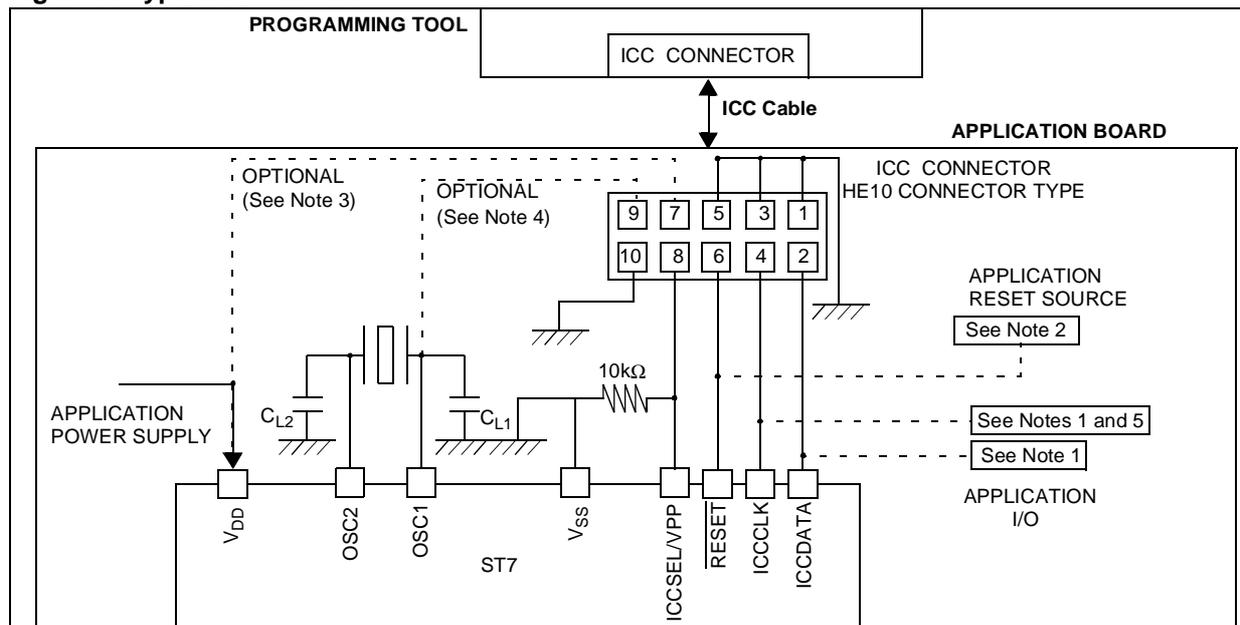 PROGRAMMING TOOL
ICC CONNECTOR
ICC Cable
APPLICATION BOARD
OPTIONAL
(See Note 3)
OPTIONAL
(See Note 4)
ICC CONNECTOR
HE10 CONNECTOR TYPE
9 7 5 3 1
10 8 6 4 2
APPLICATION
RESET SOURCE
See Note 2
10kΩ
APPLICATION
POWER SUPPLY
CL2
CL1
See Notes 1 and 5
See Note 1
APPLICATION
I/O
VDD
OSC2
OSC1
VSS
ICCSEL/VPP
RESET
ICCCLK
ICCDATA
ST7